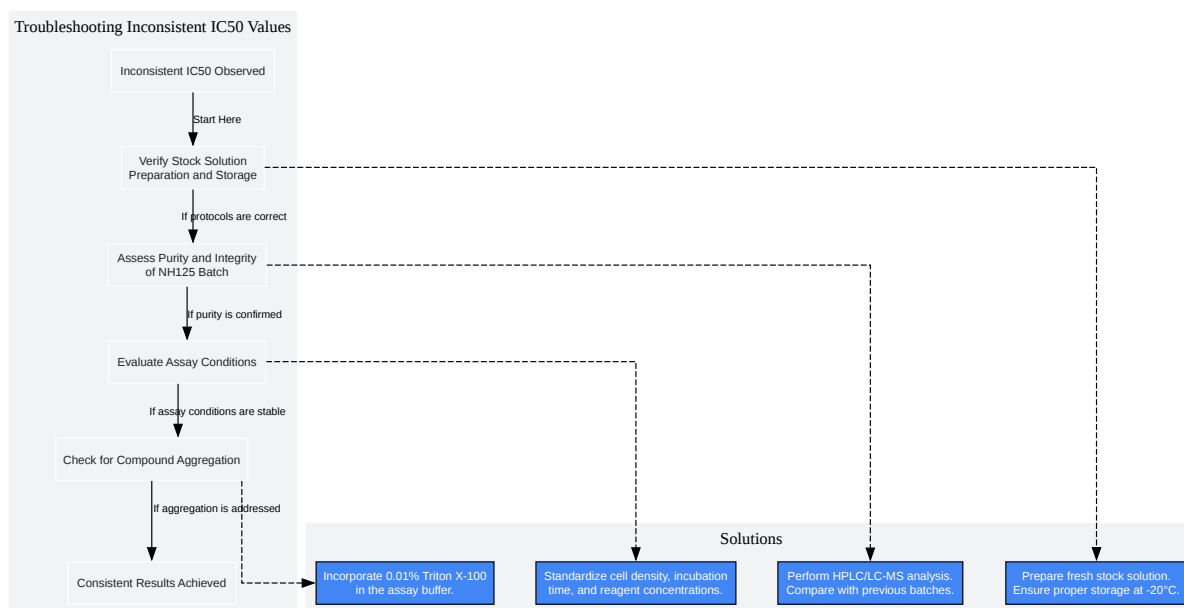 Troubleshooting Inconsistent IC50 Values
Inconsistent IC50 Observed
Start Here
Verify Stock Solution
Preparation and Storage
If protocols are correct
Assess Purity and Integrity
of NH125 Batch
If purity is confirmed
Evaluate Assay Conditions
If assay conditions are stable
Check for Compound Aggregation
If aggregation is addressed
Consistent Results Achieved
Solutions
Incorporate 0.01% Triton X-100
in the assay buffer.
Standardize cell density, incubation
time, and reagent concentrations.
Perform HPLC/LC-MS analysis.
Compare with previous batches.
Prepare fresh stock solution.
Ensure proper storage at -20°C.